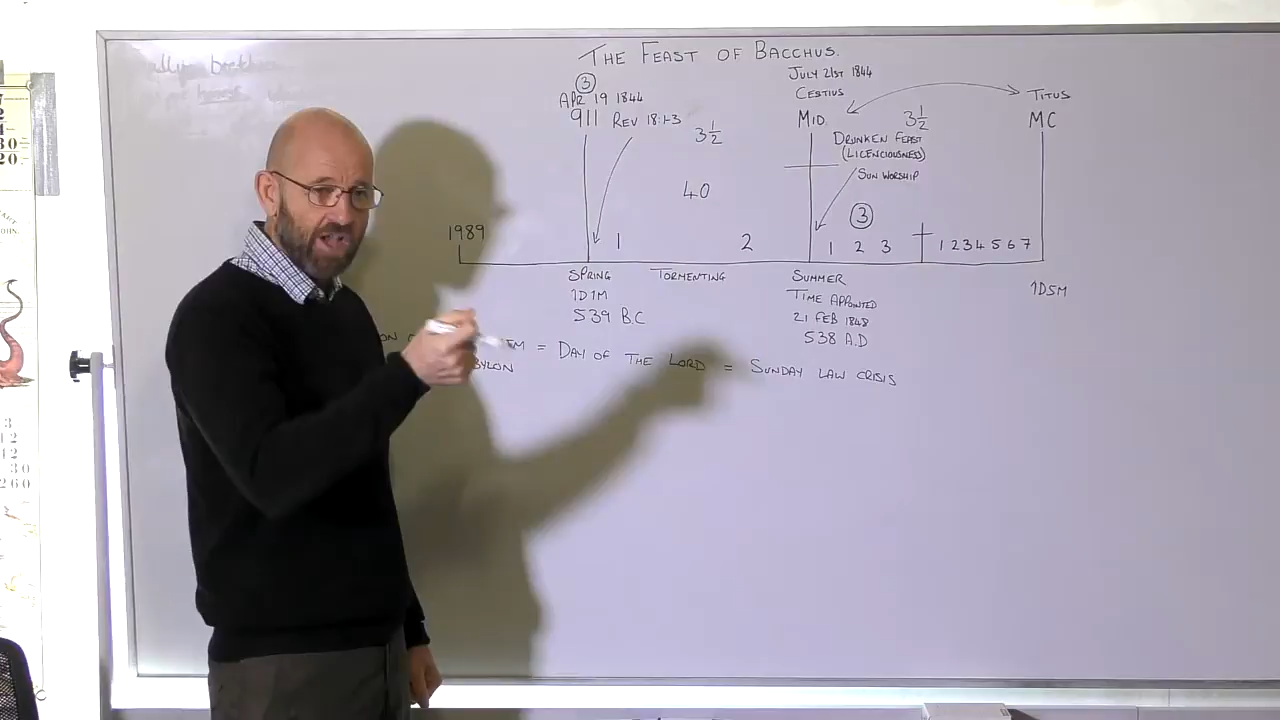 THE FEAST OF BACCHUS.
3
APR 19 1844
911 REV 18:1-3
3 1/2
40
1989
1 2
JULY 21ST 1844
CESTIUS
MID
3 1/2
DRUNKEN FEAST
(LICENCIOUSNESS)
SUN WORSHIP
3
1 2 3 1 2 3 4 5 6 7
TITUS
MC
SPRING TORMENTING SUMMER
1D1M
539 B.C
TIME APPOINTED
21 FEB 1848
538 A.D
1D5M
= DAY OF THE LORD = SUNDAY LAW CRISIS